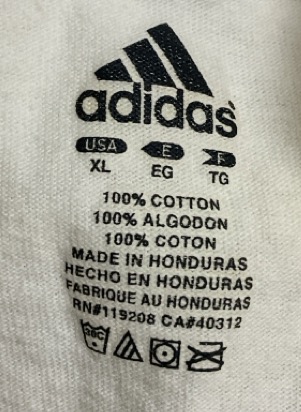 adidas
USA E F
XL EG TG
100% COTTON
100% ALGODON
100% COTON
MADE IN HONDURAS
HECHO EN HONDURAS
FABRIQUE AU HONDURAS
RN#119208 CA#40312